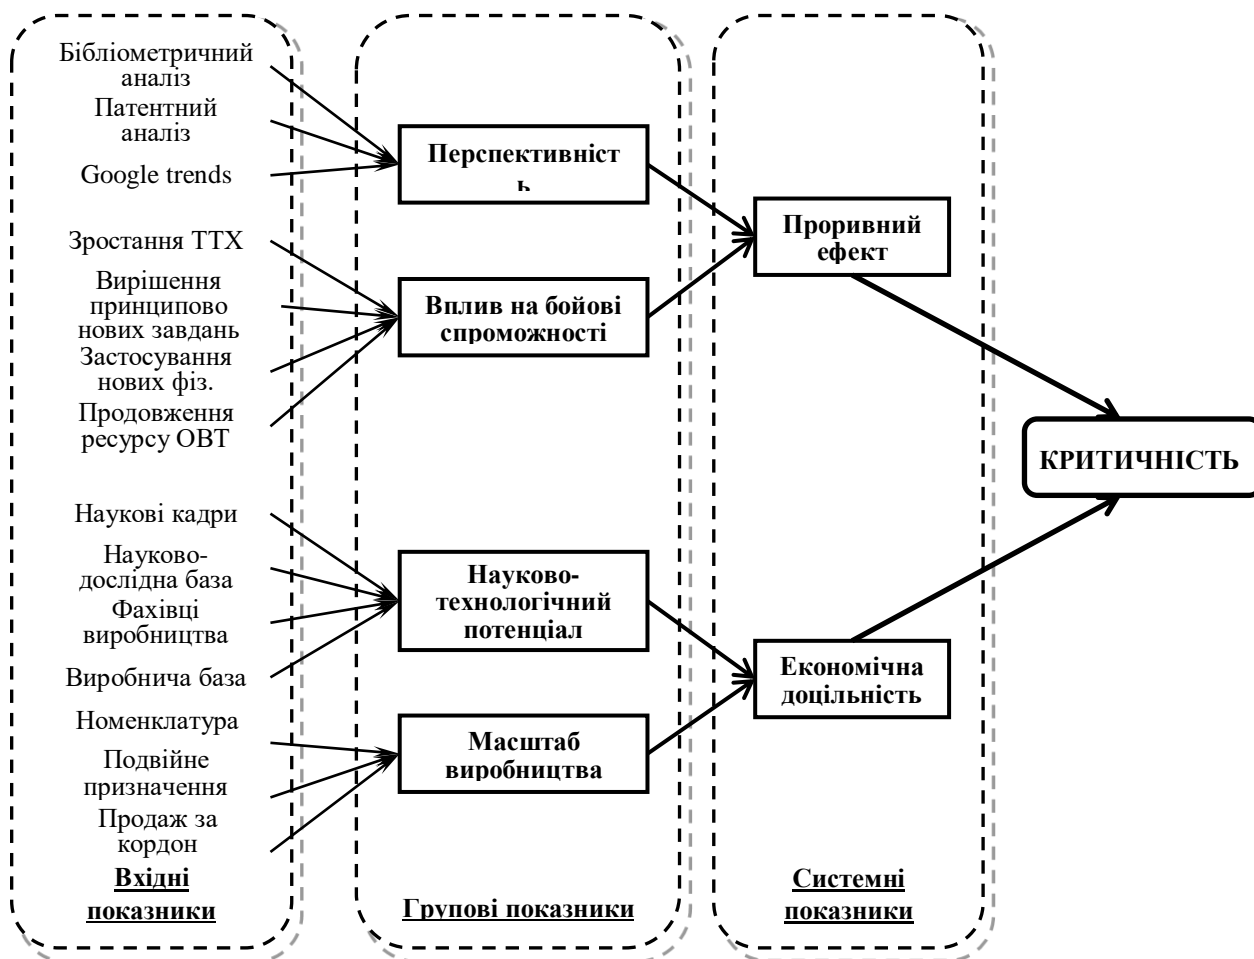 Бібліометричний
аналіз
Патентний
аналіз
Google trends
Зростання ТТХ
Вирішення
принципово
нових завдань
Застосування
нових фіз.
Продовження
ресурсу ОВТ
Наукові кадри
Науково-
дослідна база
Фахівці
виробництва
Виробнича база
Номенклатура
Подвійне
призначення
Продаж за
кордон
Вхідні
показники
Перспективніст
ь
Вплив на бойові
спроможності
Науково-
технологічний
потенціал
Масштаб
виробництва
Групові показники
Проривний
ефект
Економічна
доцільність
Системні
показники
КРИТИЧНІСТЬ